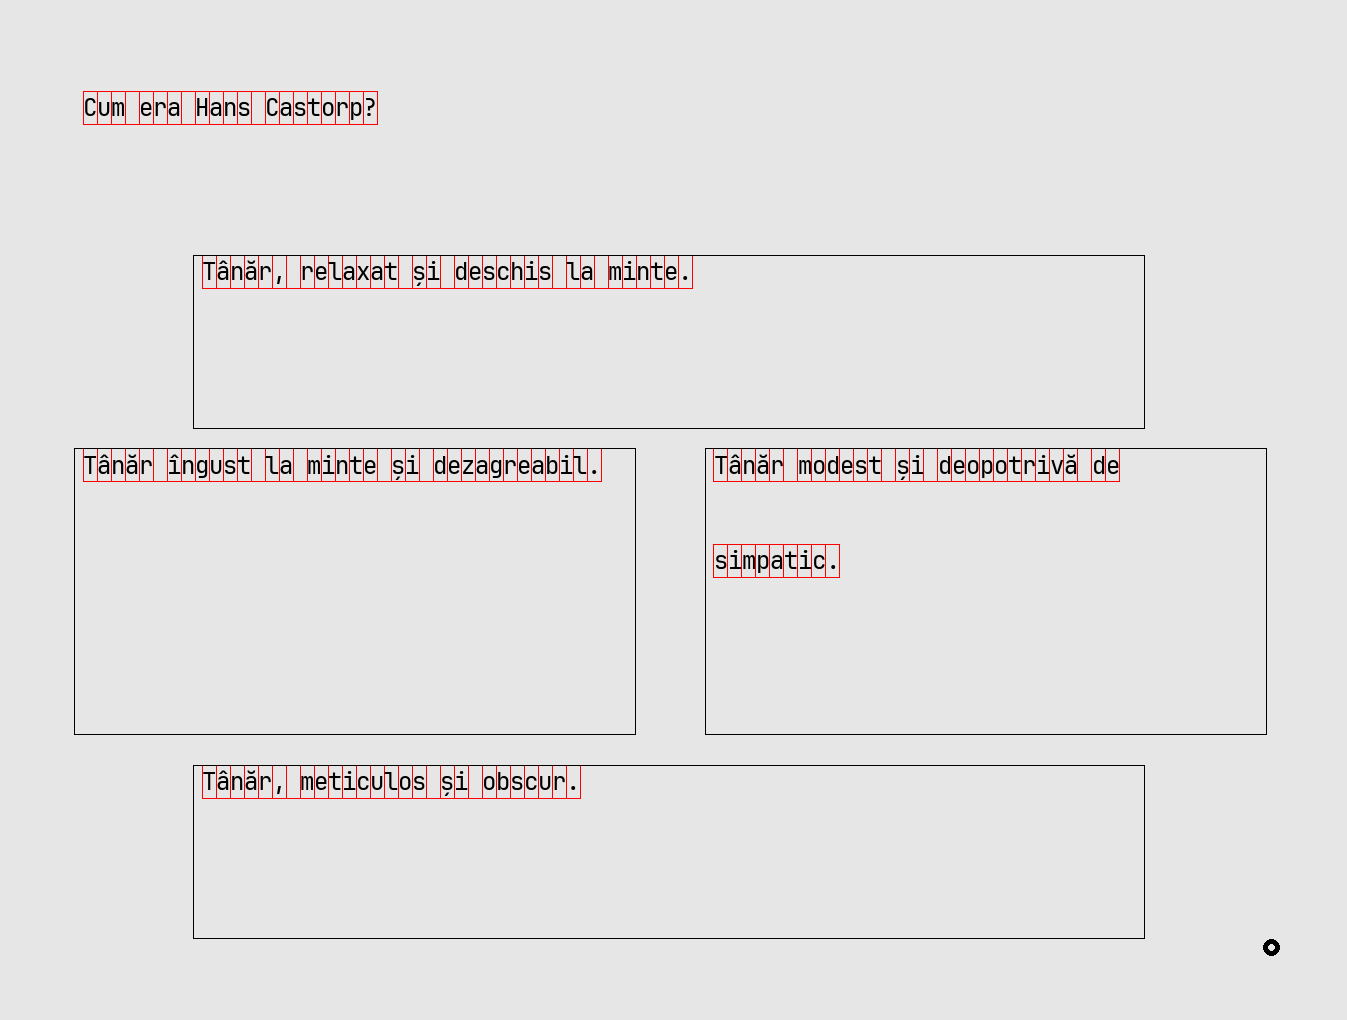 Cum era Hans Castorp?
Tânăr, relaxat și deschis la minte.
Tânăr îngust la minte și dezagreabil.
Tânăr modest și deopotrivă de
simpatic.
Tânăr, meticulos și obscur.